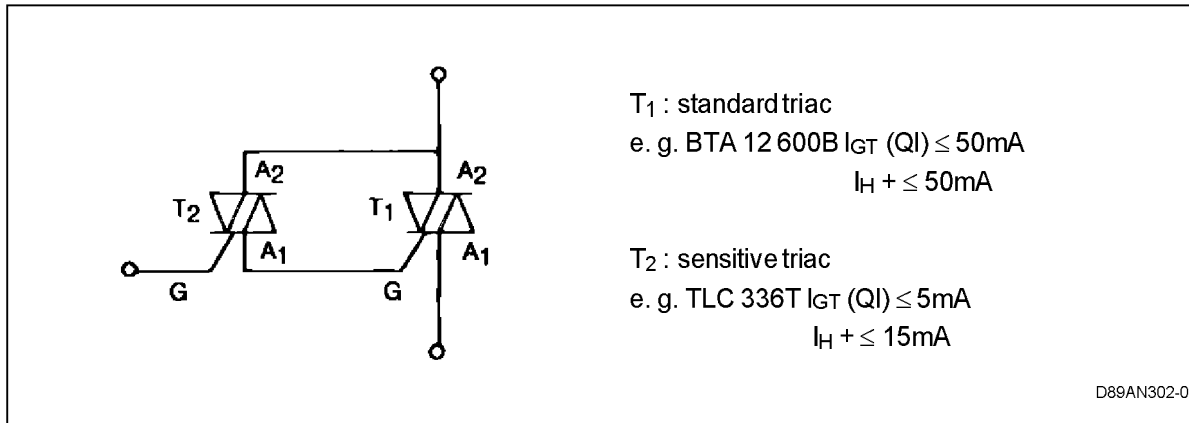 T1 : standard triac
e. g. BTA 12 600B IGT (QI) ≤ 50mA
IH + ≤ 50mA
T2 : sensitive triac
e. g. TLC 336T IGT (QI) ≤ 5mA
IH + ≤ 15mA
A2
T2
A1
G
A2
T1
A1
G
D89AN302-0